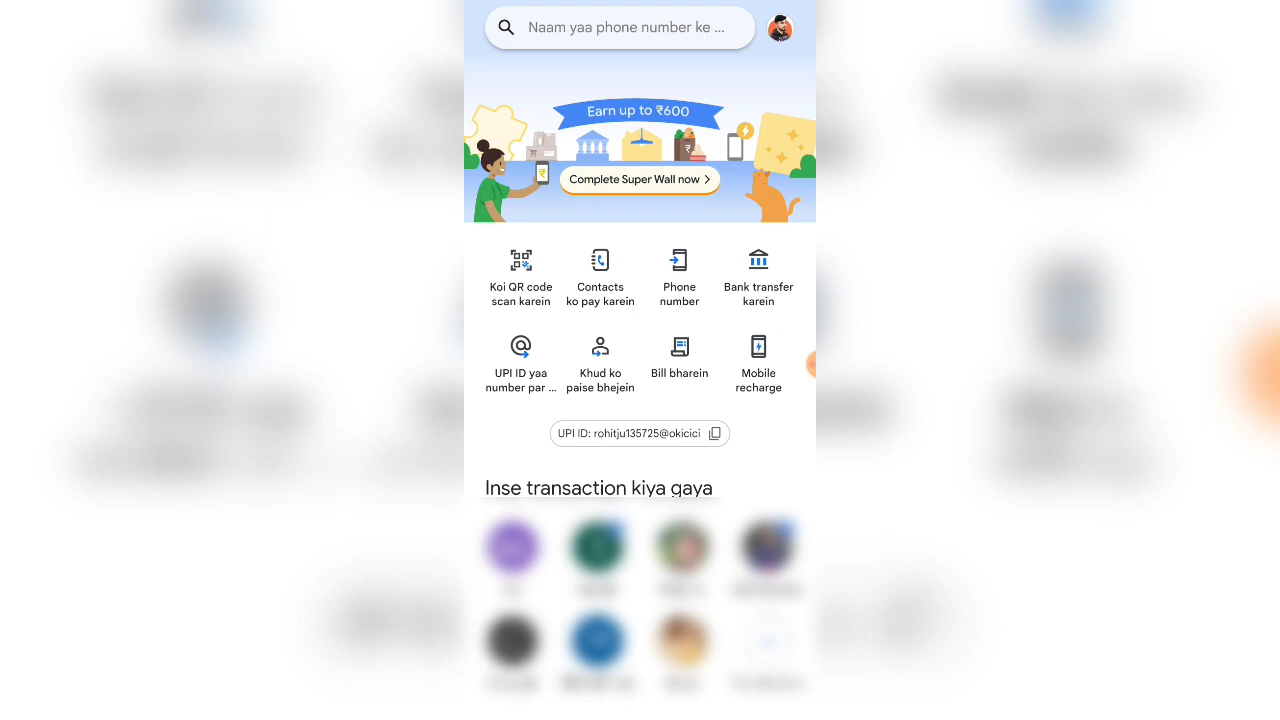 Naam yaa phone number ke ...
Earn up to ₹600
Complete Super Wall now >
Koi QR code
scan karein
Contacts
ko pay karein
Phone
number
Bank transfer
karein
UPI ID yaa
number par ...
Khud ko
paise bhejein
Bill bharein
Mobile
recharge
UPI ID: rohitju135725@okicici
Inse transaction kiya gaya